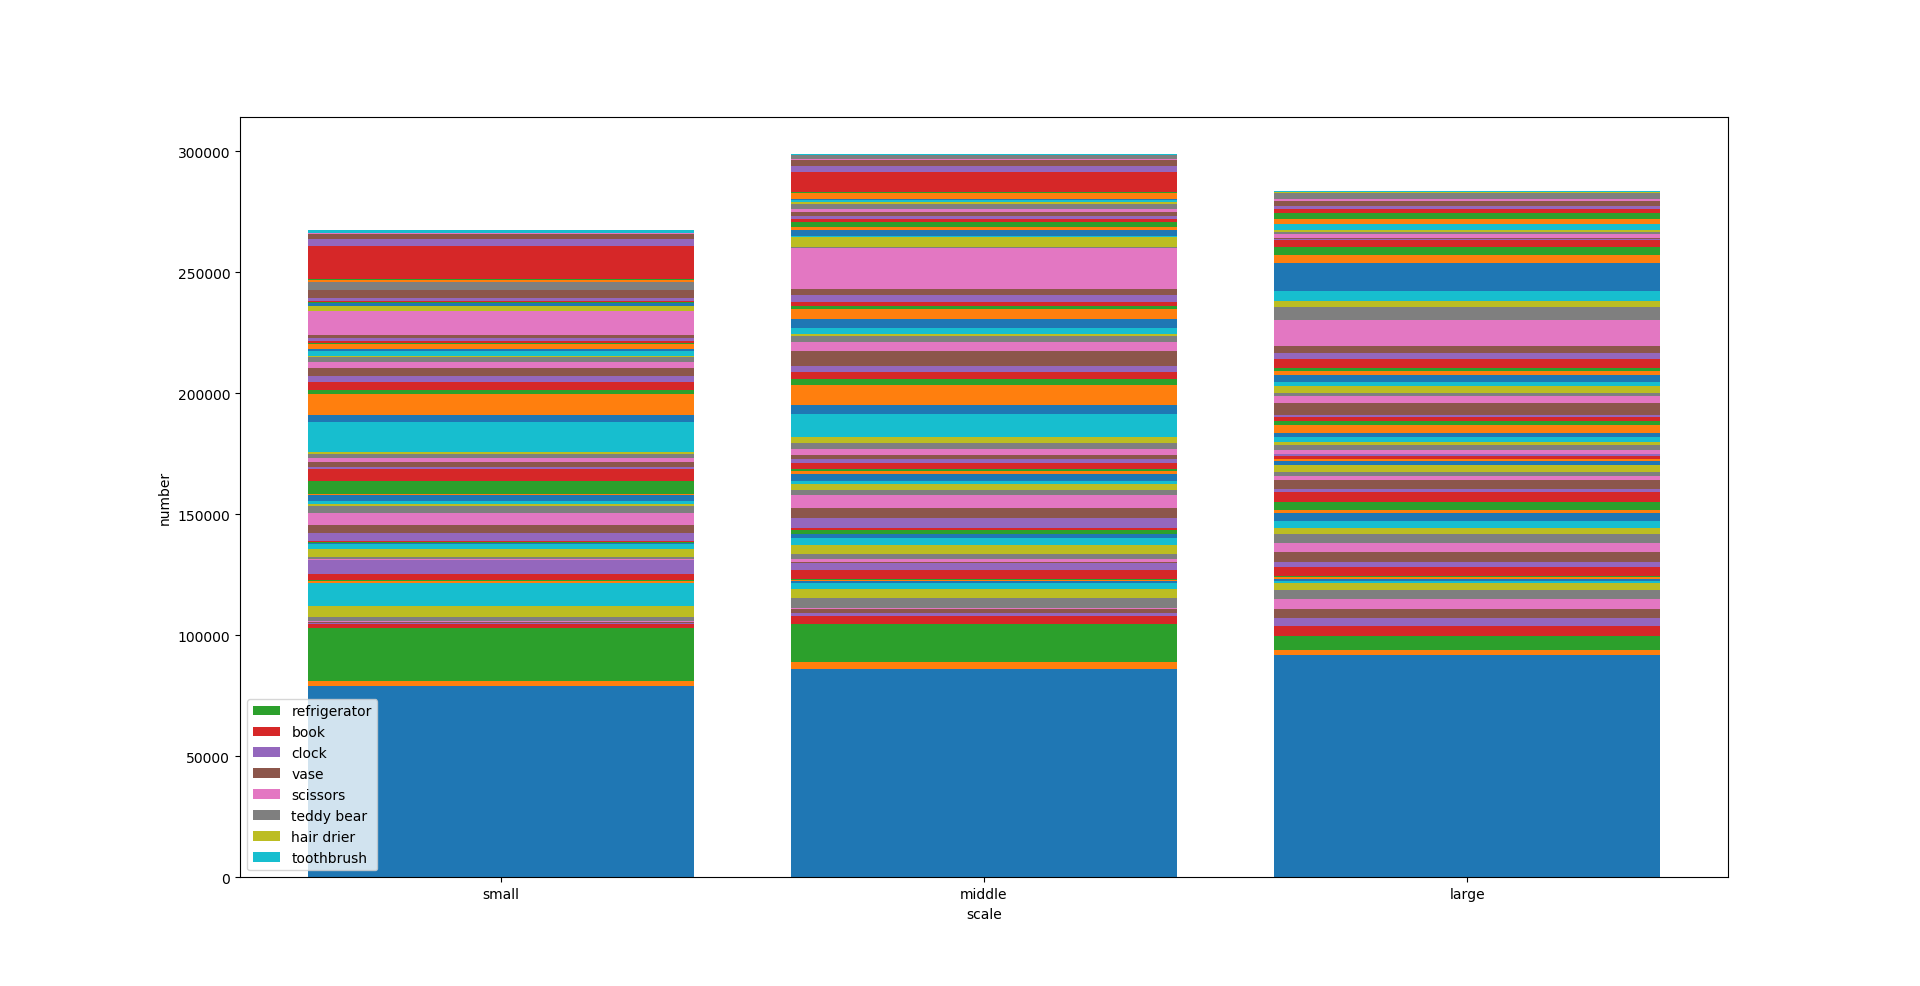 300000
250000
200000
150000
100000
50000
0
number
refrigerator
book
clock
vase
scissors
teddy bear
hair drier
toothbrush
small
middle
large
scale